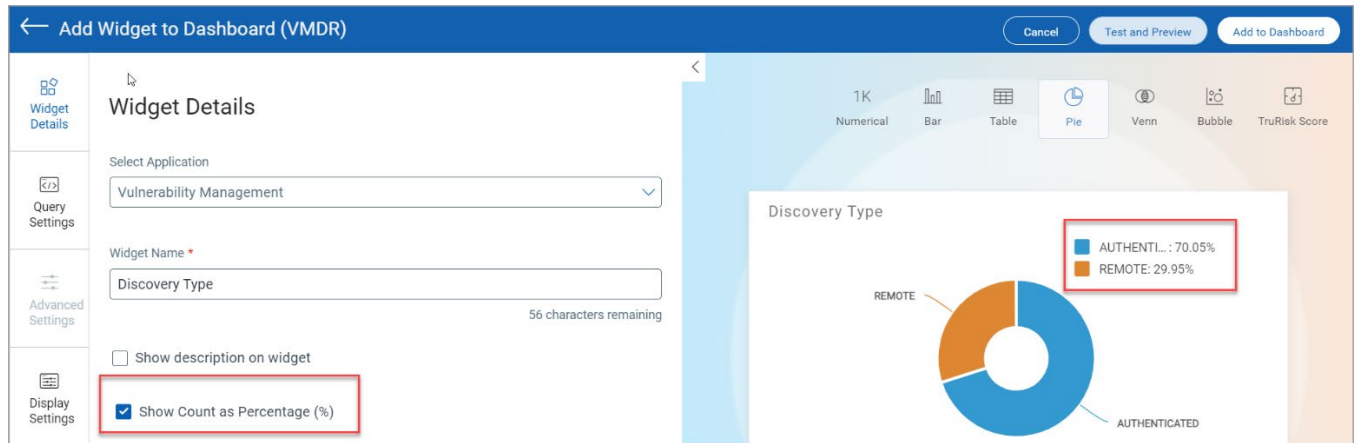 Add Widget to Dashboard (VMDR)
Cancel
Test and Preview
Add to Dashboard
Widget
Details
Query
Settings
Advanced
Settings
Display
Settings
Widget Details
Select Application
Vulnerability Management
Widget Name *
Discovery Type
56 characters remaining
Show description on widget
Show Count as Percentage (%)
1K
Numerical
Bar
Table
Pie
Venn
Bubble
TruRisk Score
Discovery Type
AUTHENTI...: 70.05%
REMOTE: 29.95%
REMOTE
AUTHENTICATED